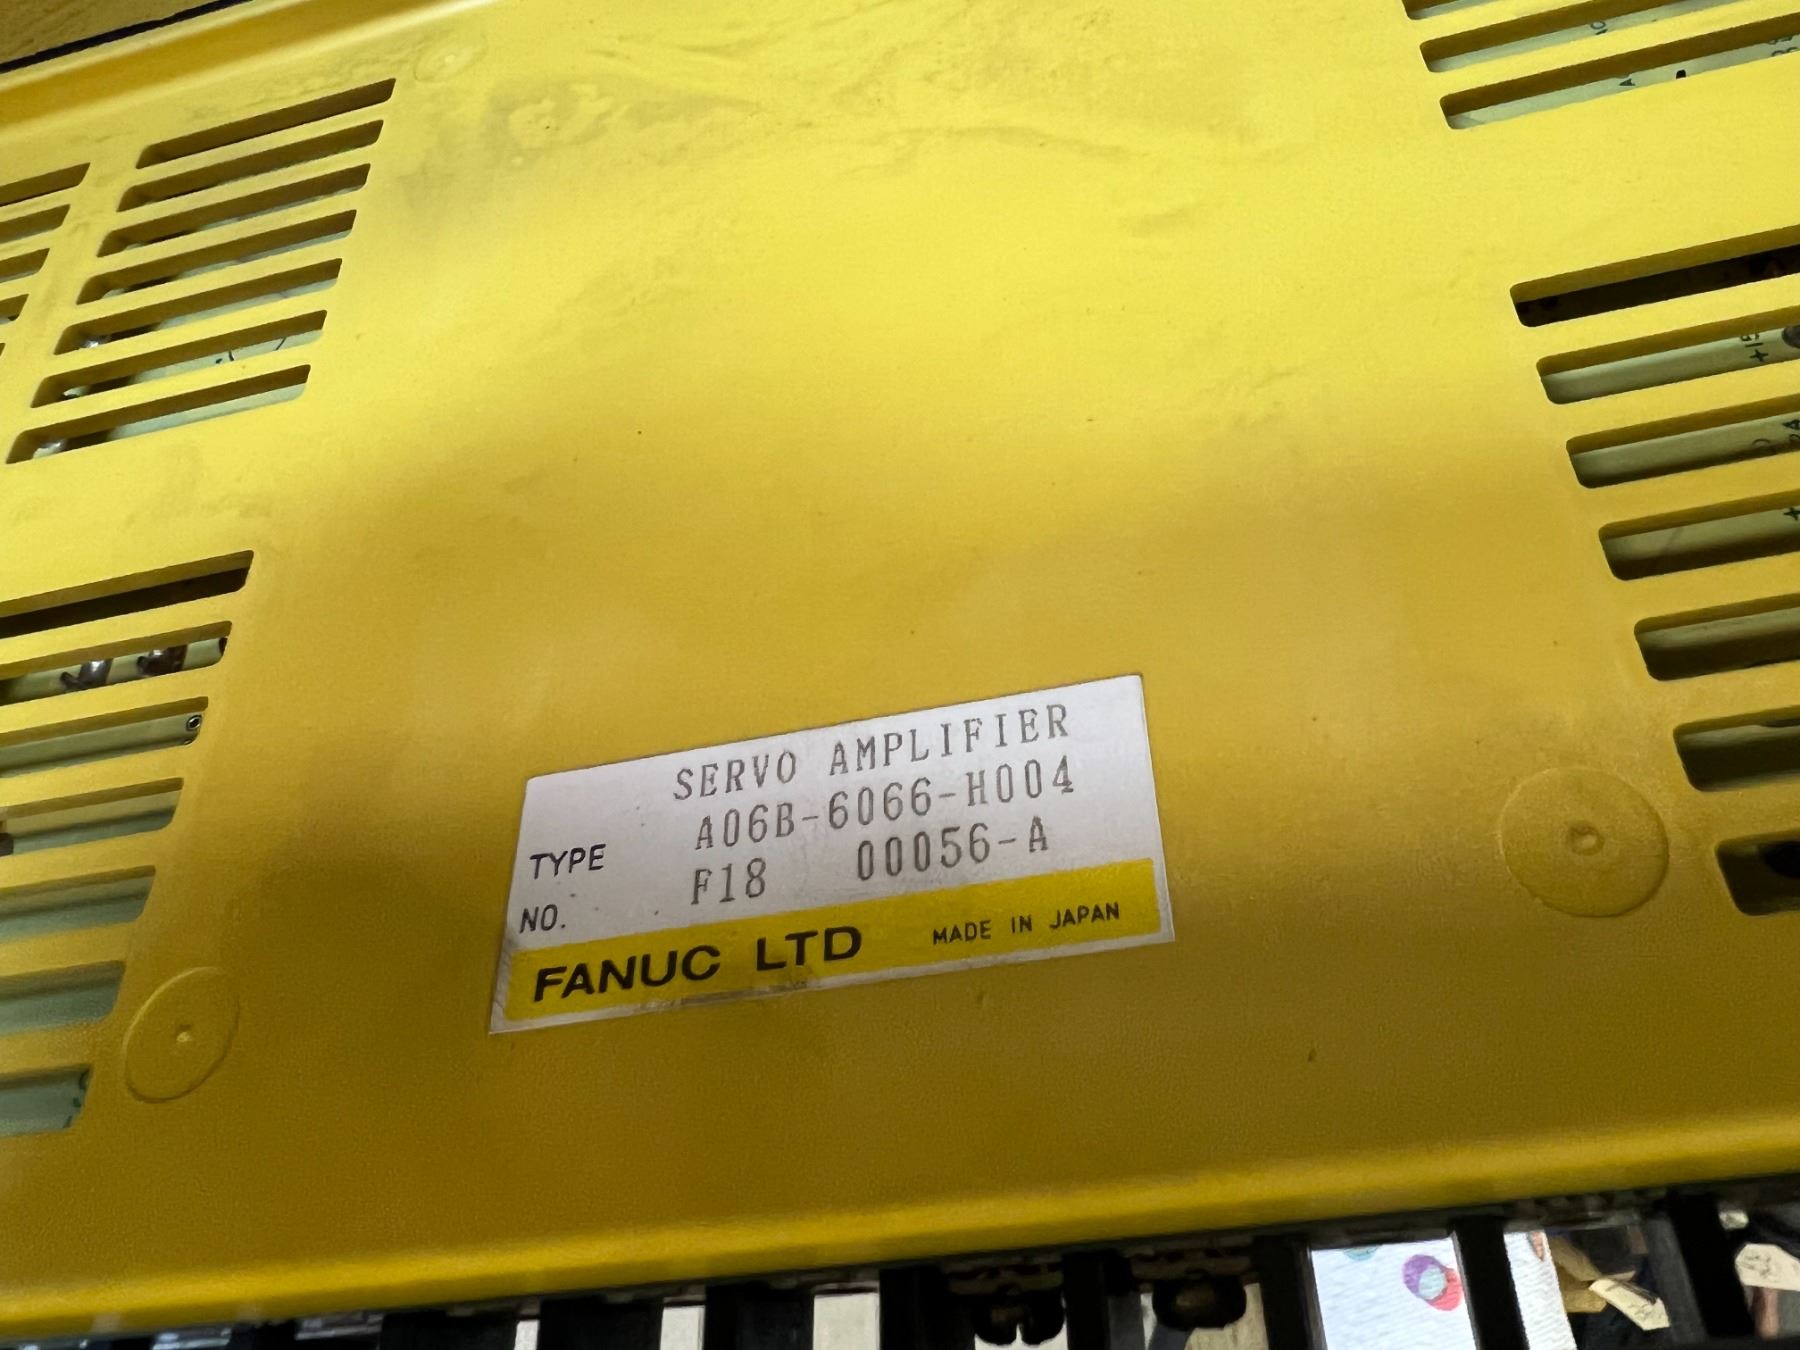 SERVO AMPLIFIER
TYPE A06B-6066-H004
NO. F18 00056-A
FANUC LTD MADE IN JAPAN